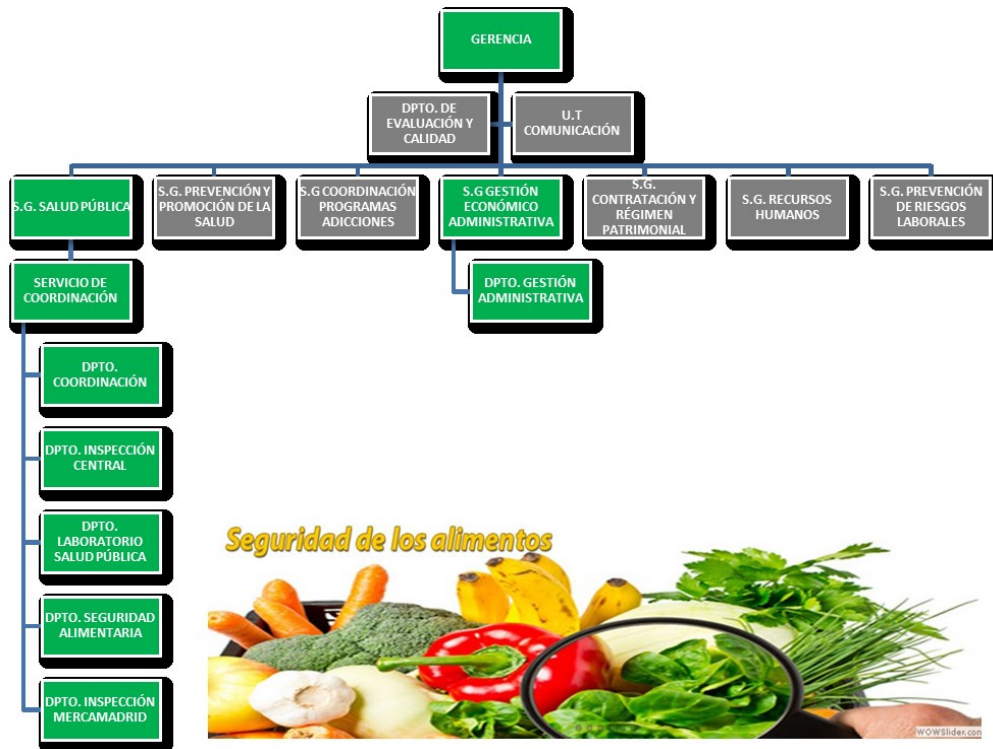 GERENCIA
DPTO. DE
EVALUACIÓN Y
CALIDAD
U.T
COMUNICACIÓN
S.G. SALUD PÚBLICA
S.G. PREVENCIÓN Y
PROMOCIÓN DE LA
SALUD
S.G COORDINACIÓN
PROGRAMAS
ADICCIONES
S.G GESTIÓN
ECONÓMICO
ADMINISTRATIVA
S.G.
CONTRATACIÓN Y
RÉGIMEN
PATRIMONIAL
S.G. RECURSOS
HUMANOS
S.G. PREVENCIÓN
DE RIESGOS
LABORALES
SERVICIO DE
COORDINACIÓN
DPTO. GESTIÓN
ADMINISTRATIVA
DPTO.
COORDINACIÓN
DPTO. INSPECCIÓN
CENTRAL
DPTO.
LABORATORIO
SALUD PÚBLICA
DPTO. SEGURIDAD
ALIMENTARIA
DPTO. INSPECCIÓN
MERCAMADRID
Seguridad de los alimentos
WOWSlider.com